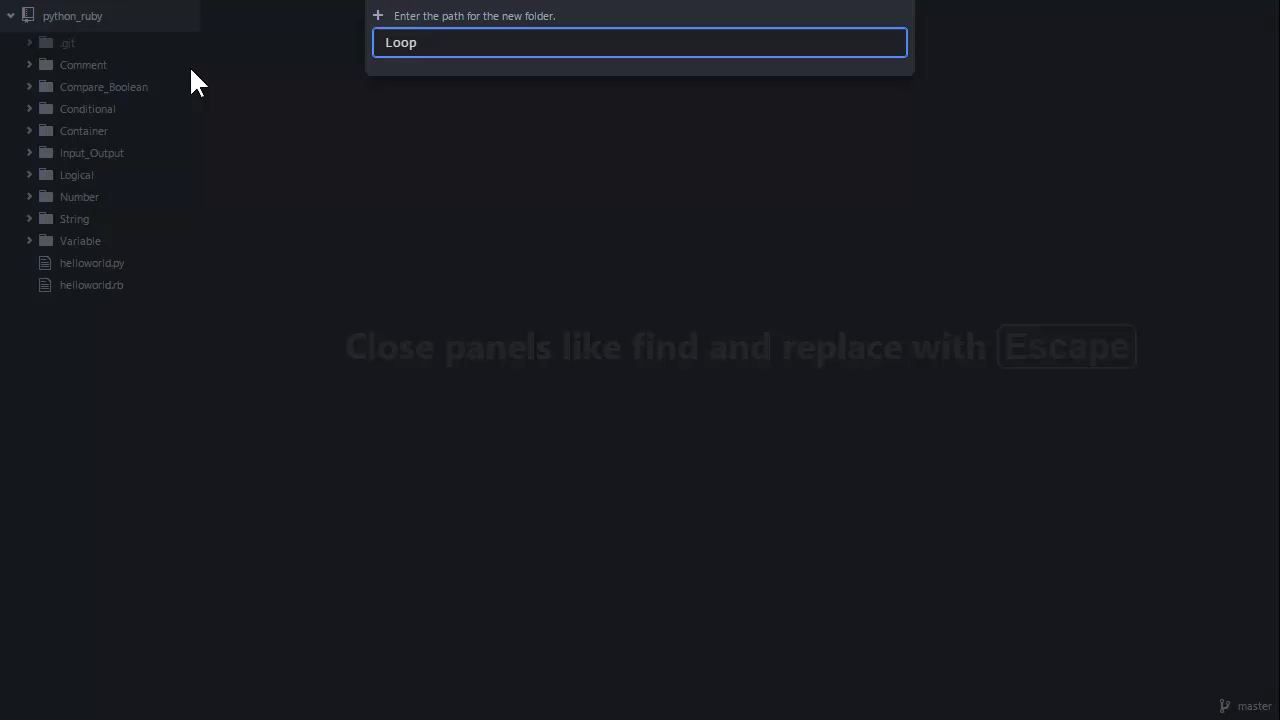 python_ruby
Enter the path for the new folder.
Loop
.git
Comment
Compare_Boolean
Conditional
Container
Input_Output
Logical
Number
String
Variable
helloworld.py
helloworld.rb
Close panels like find and replace with Escape
master